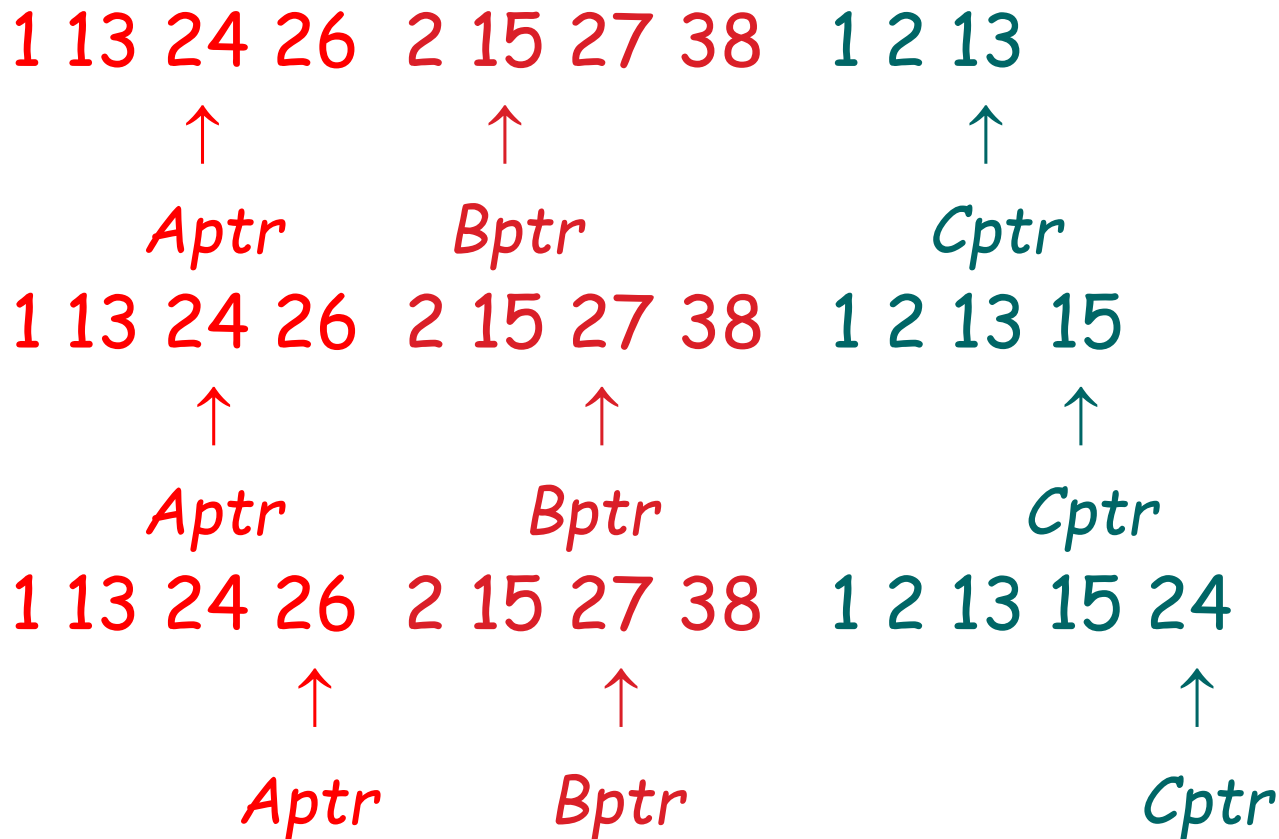 1 13 24 26 2 15 27 38 1 2 13
↑ ↑ ↑
Aptr Bptr Cptr
1 13 24 26 2 15 27 38 1 2 13 15
↑ ↑ ↑
Aptr Bptr Cptr
1 13 24 26 2 15 27 38 1 2 13 15 24
↑ ↑ ↑
Aptr Bptr Cptr